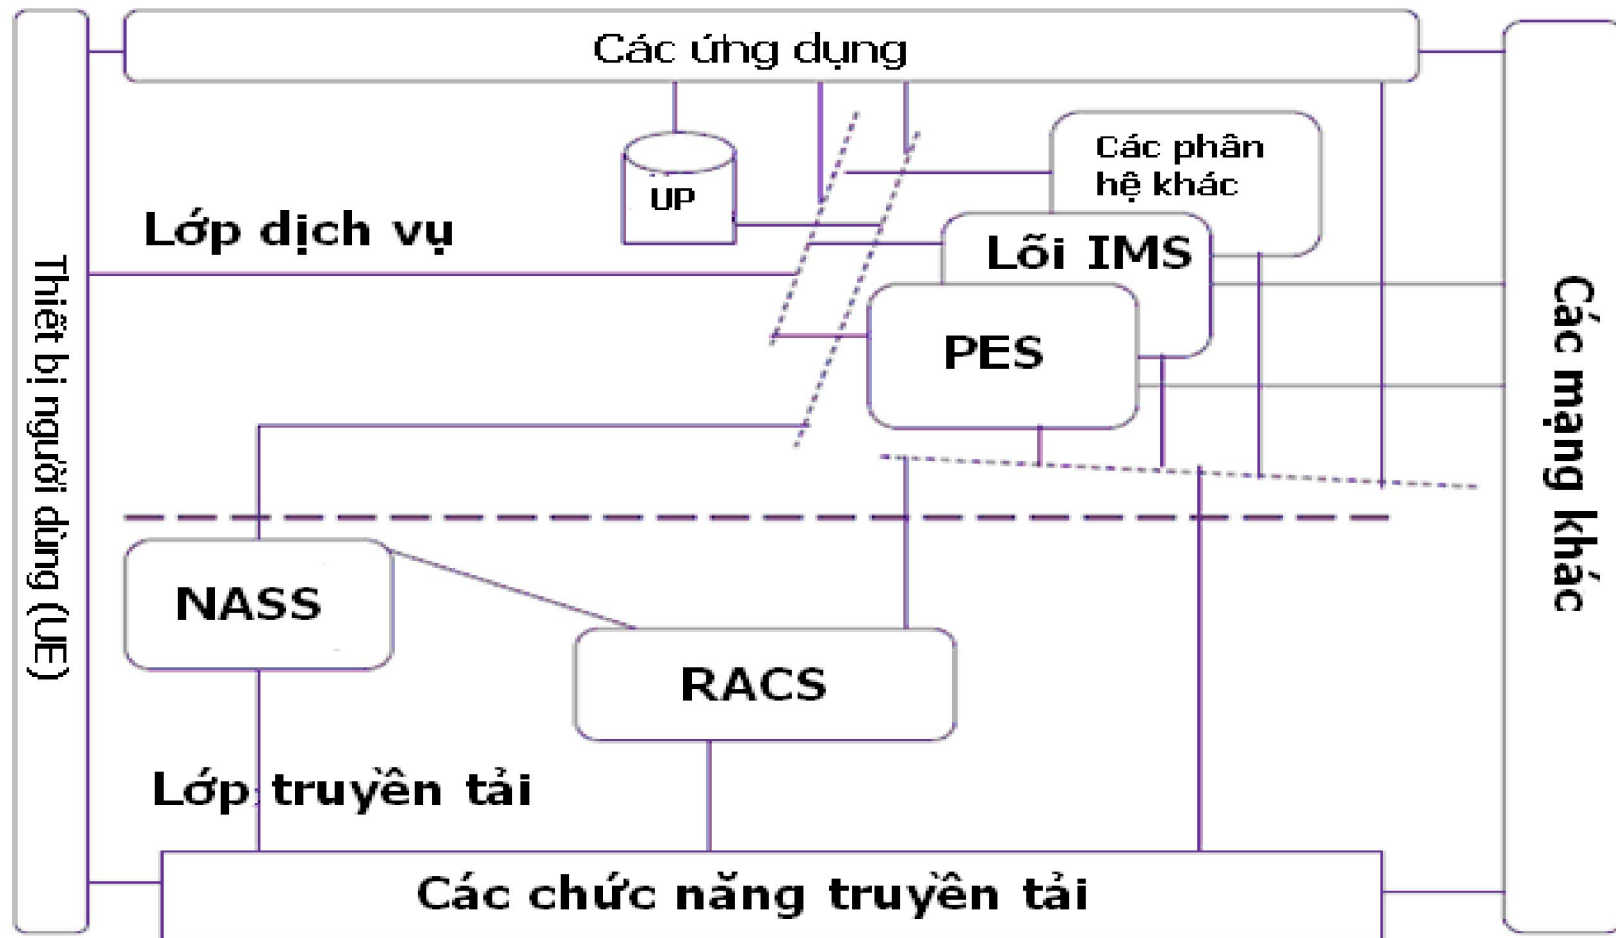 Các ứng dụng
Các phân
hệ khác
UP
Lớp dịch vụ
Lõi IMS
PES
Thiết bị người dùng (UE)
Các mạng khác
NASS
RACS
Lớp truyền tải
Các chức năng truyền tải